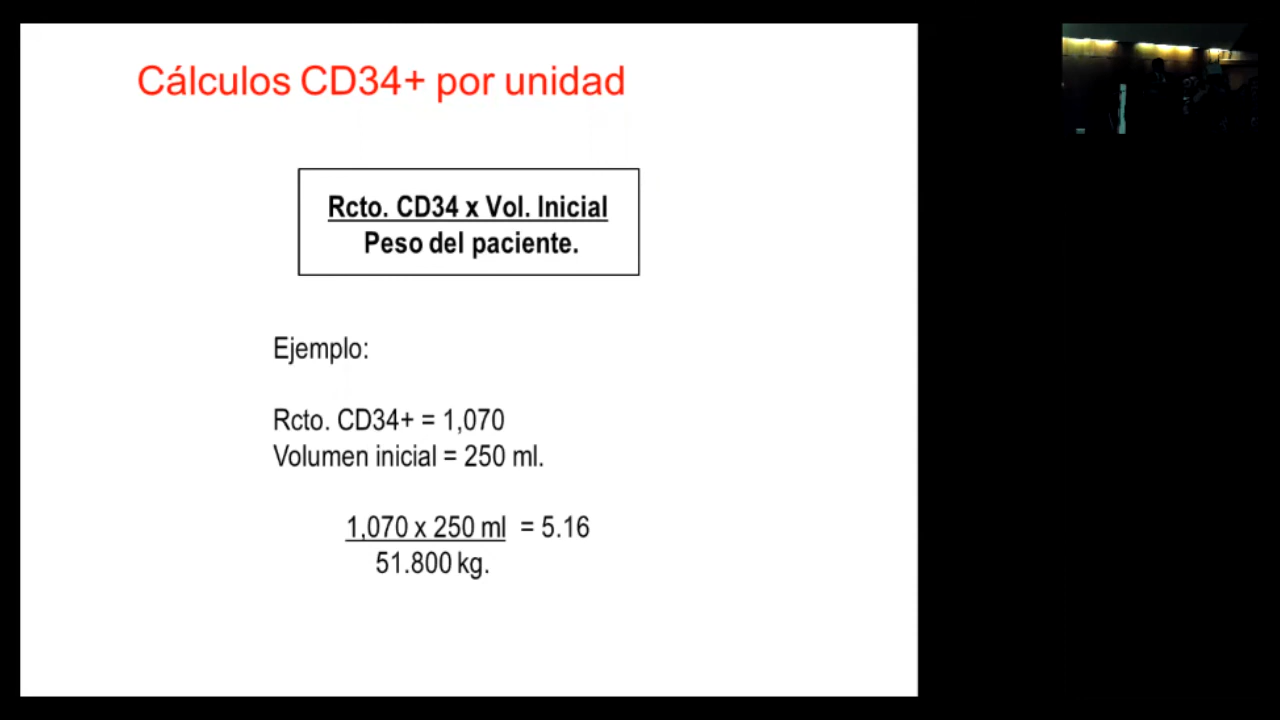 Cálculos CD34+ por unidad
Rcto. CD34 x Vol. Inicial
Peso del paciente.
Ejemplo:
Rcto. CD34+ = 1,070
Volumen inicial = 250 ml.
1,070 x 250 ml = 5.16
51.800 kg.